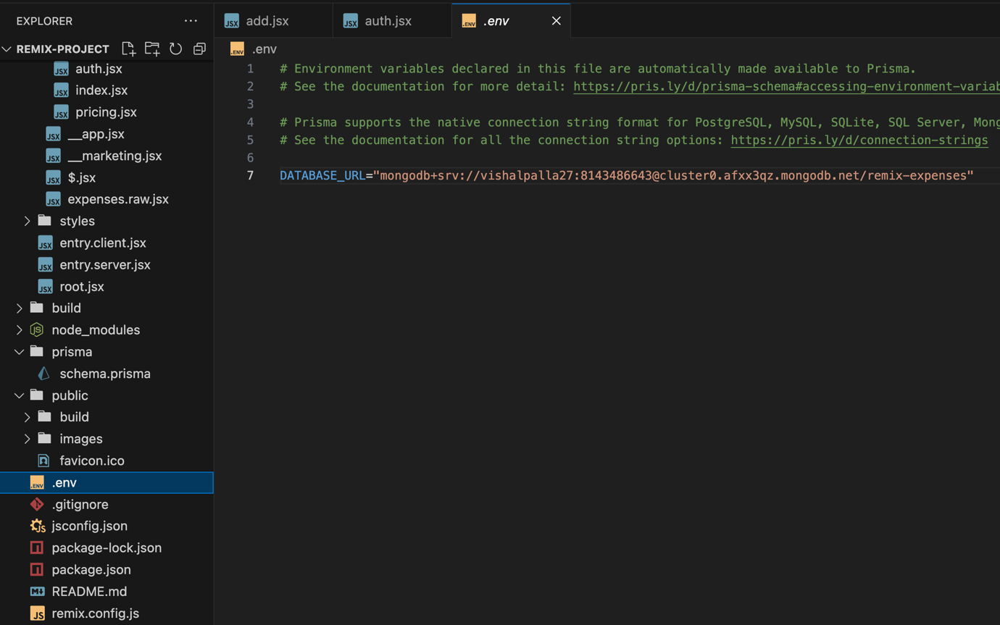 EXPLORER
REMIX-PROJECT
auth.jsx
index.jsx
pricing.jsx
__app.jsx
__marketing.jsx
$.jsx
expenses.raw.jsx
styles
entry.client.jsx
entry.server.jsx
root.jsx
build
node_modules
prisma
schema.prisma
public
build
images
favicon.ico
.env
.gitignore
jsconfig.json
package-lock.json
package.json
README.md
remix.config.js
add.jsx
auth.jsx
.env
.env
1 # Environment variables declared in this file are automatically made available to Prisma.
2 # See the documentation for more detail: https://pris.ly/d/prisma-schema#accessing-environment-variab
3
4 # Prisma supports the native connection string format for PostgreSQL, MySQL, SQLite, SQL Server, Mong
5 # See the documentation for all the connection string options: https://pris.ly/d/connection-strings
6
7 DATABASE_URL="mongodb+srv://vishalpalla27:8143486643@cluster0.afxx3qz.mongodb.net/remix-expenses"